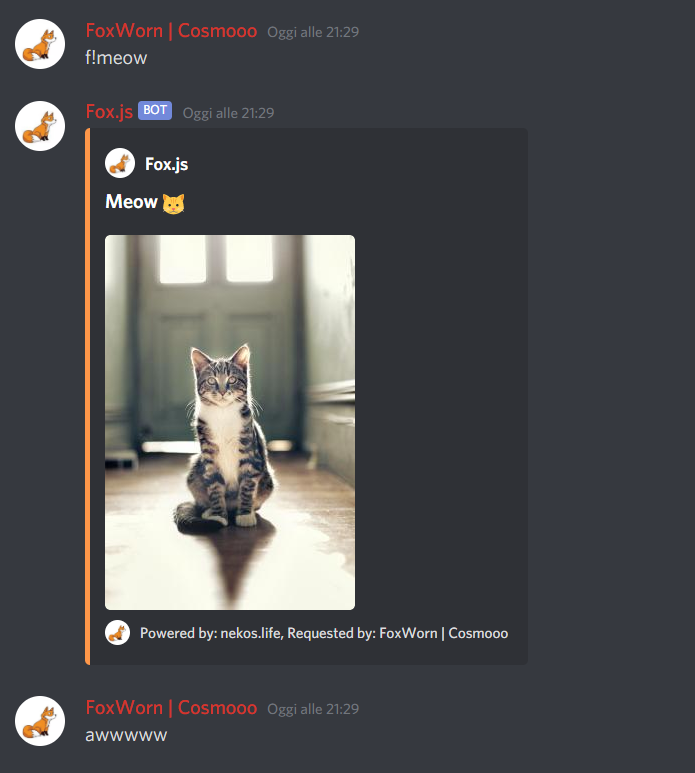 FoxWorn | Cosmooo Oggi alle 21:29
f!meow
Fox.js BOT Oggi alle 21:29
Fox.js
Meow 🐱
Powered by: nekos.life, Requested by: FoxWorn | Cosmooo
FoxWorn | Cosmooo Oggi alle 21:29
awwwww